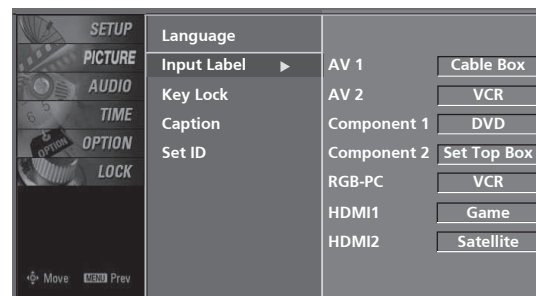 SETUP
PICTURE
AUDIO
TIME
OPTION
LOCK
Move MENU Prev
Language
Input Label ▶
Key Lock
Caption
Set ID
AV 1 Cable Box
AV 2 VCR
Component 1 DVD
Component 2 Set Top Box
RGB-PC VCR
HDMI1 Game
HDMI2 Satellite